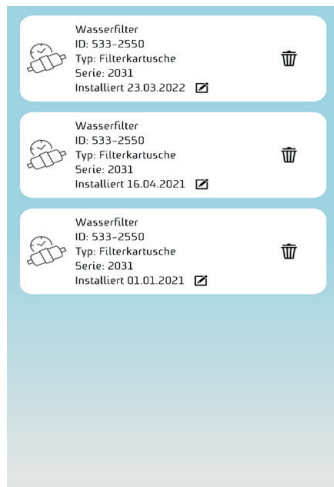 Wasserfilter
ID: 533-2550
Typ: Filterkartusche
Serie: 2031
Installiert 23.03.2022
Wasserfilter
ID: 533-2550
Typ: Filterkartusche
Serie: 2031
Installiert 16.04.2021
Wasserfilter
ID: 533-2550
Typ: Filterkartusche
Serie: 2031
Installiert 01.01.2021